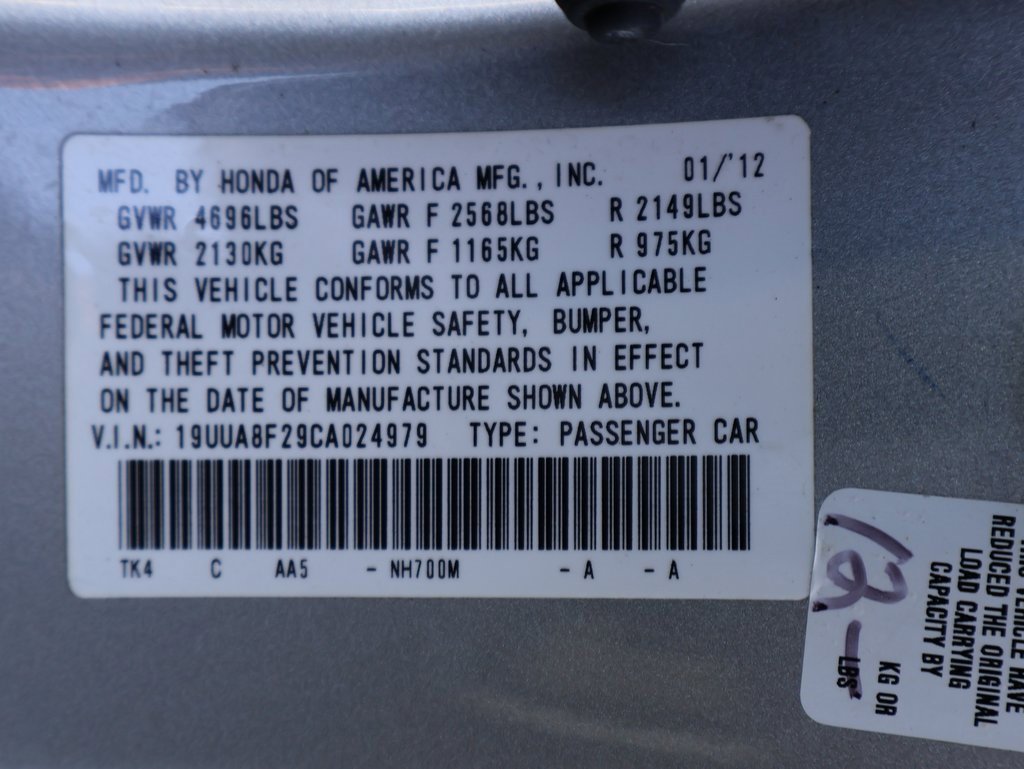 MFD. BY HONDA OF AMERICA MFG., INC. 01/'12
GVWR 4696LBS GAWR F 2568LBS R 2149LBS
GVWR 2130KG GAWR F 1165KG R 975KG
THIS VEHICLE CONFORMS TO ALL APPLICABLE
FEDERAL MOTOR VEHICLE SAFETY, BUMPER,
AND THEFT PREVENTION STANDARDS IN EFFECT
ON THE DATE OF MANUFACTURE SHOWN ABOVE.
V.I.N.: 19UUA8F29CA024979 TYPE: PASSENGER CAR
TK4 C AA5 - NH700M - A - A
VEHICLE HAVE
REDUCED THE ORIGINAL
LOAD CARRYING
CAPACITY BY
KG OR
12 LBS